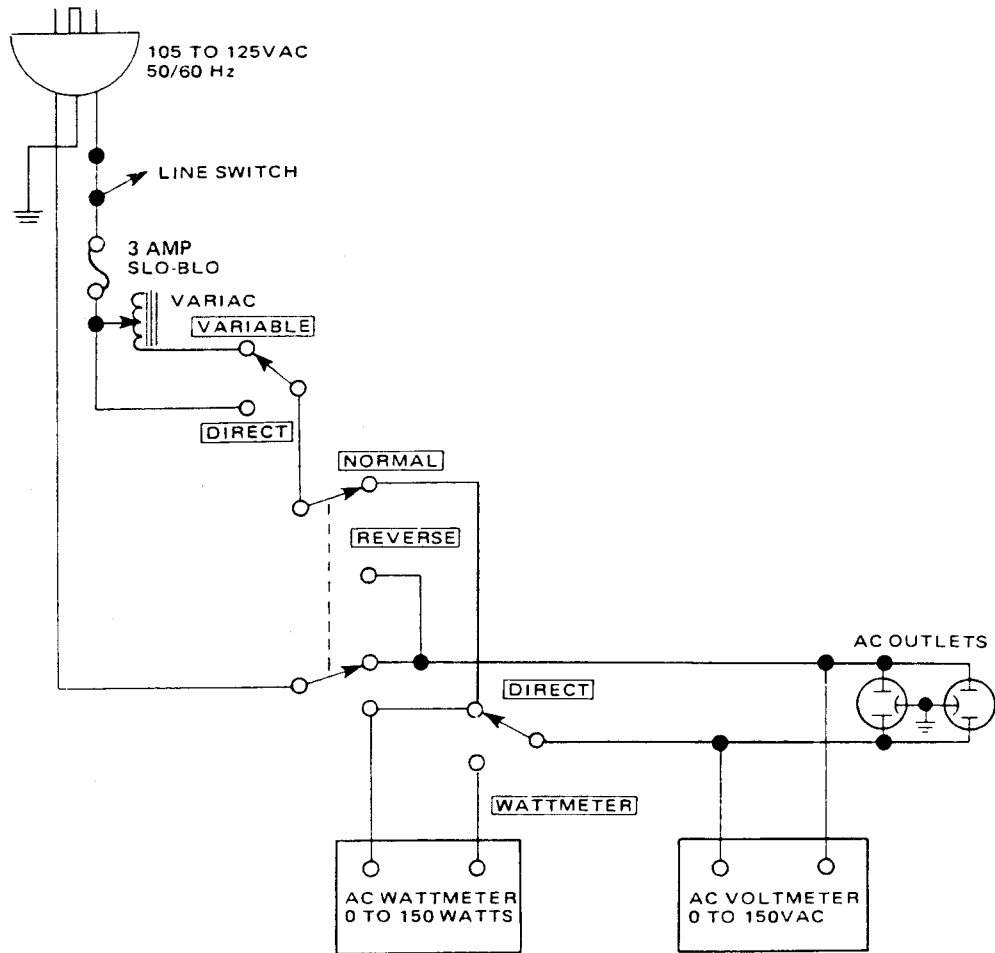 105 TO 125VAC
50/60 Hz
LINE SWITCH
3 AMP
SLO-BLO
VARIAC
VARIABLE
DIRECT
NORMAL
REVERSE
AC OUTLETS
DIRECT
WATTMETER
AC WATTMETER
0 TO 150 WATTS
AC VOLTMETER
0 TO 150VAC